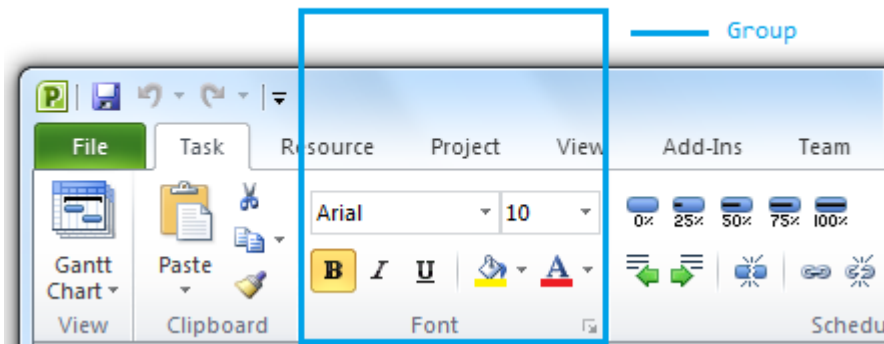 Group
File Task Resource Project View Add-Ins Team
Arial 10
0% 25% 50% 75% 100%
B I U A
Gantt Chart
Paste
View Clipboard Font Schedu